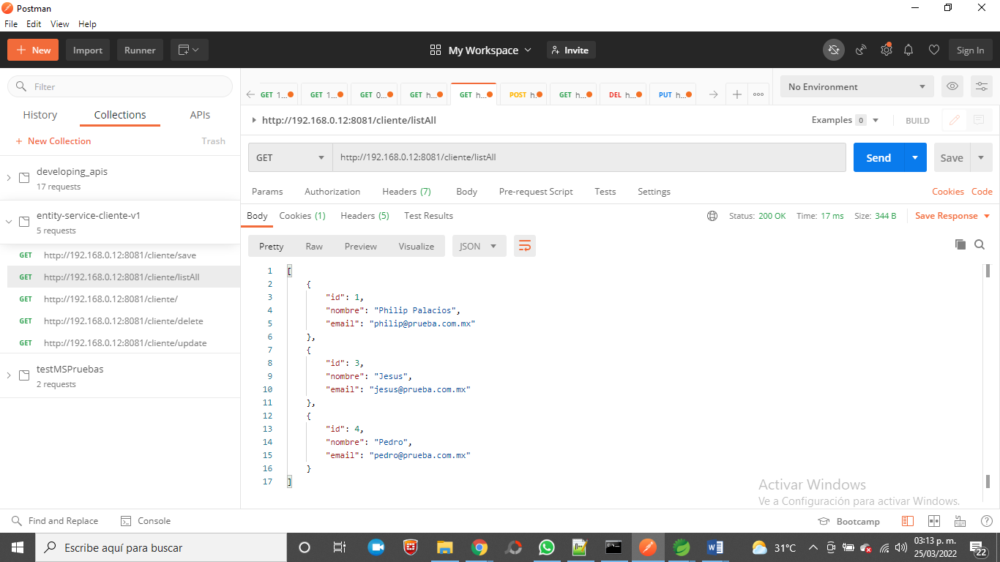 Postman
File Edit View Help
+ New Import Runner My Workspace Invite Sign In
Filter
History Collections APIs
+ New Collection Trash
developing_apis
17 requests
entity-service-cliente-v1
5 requests
GET http://192.168.0.12:8081/cliente/save
GET http://192.168.0.12:8081/cliente/listAll
GET http://192.168.0.12:8081/cliente/
GET http://192.168.0.12:8081/cliente/delete
GET http://192.168.0.12:8081/cliente/update
testMSPruebas
2 requests
GET 1... GET 1... GET 0... GET h... GET h... POST h... GET h... DEL h... PUT h... No Environment
http://192.168.0.12:8081/cliente/listAll Examples 0 BUILD
GET http://192.168.0.12:8081/cliente/listAll Send Save
Params Authorization Headers (7) Body Pre-request Script Tests Settings Cookies Code
Body Cookies (1) Headers (5) Test Results Status: 200 OK Time: 17 ms Size: 344 B Save Response
Pretty Raw Preview Visualize JSON
1 [
2 {
3 "id": 1,
4 "nombre": "Philip Palacios",
5 "email": "philip@prueba.com.mx"
6 },
7 {
8 "id": 3,
9 "nombre": "Jesus",
10 "email": "jesus@prueba.com.mx"
11 },
12 {
13 "id": 4,
14 "nombre": "Pedro",
15 "email": "pedro@prueba.com.mx"
16 }
17 ]
Activar Windows
Ve a Configuración para activar Windows.
Find and Replace Console Bootcamp
Escribe aquí para buscar 31°C 03:13 p. m.
25/03/2022 22